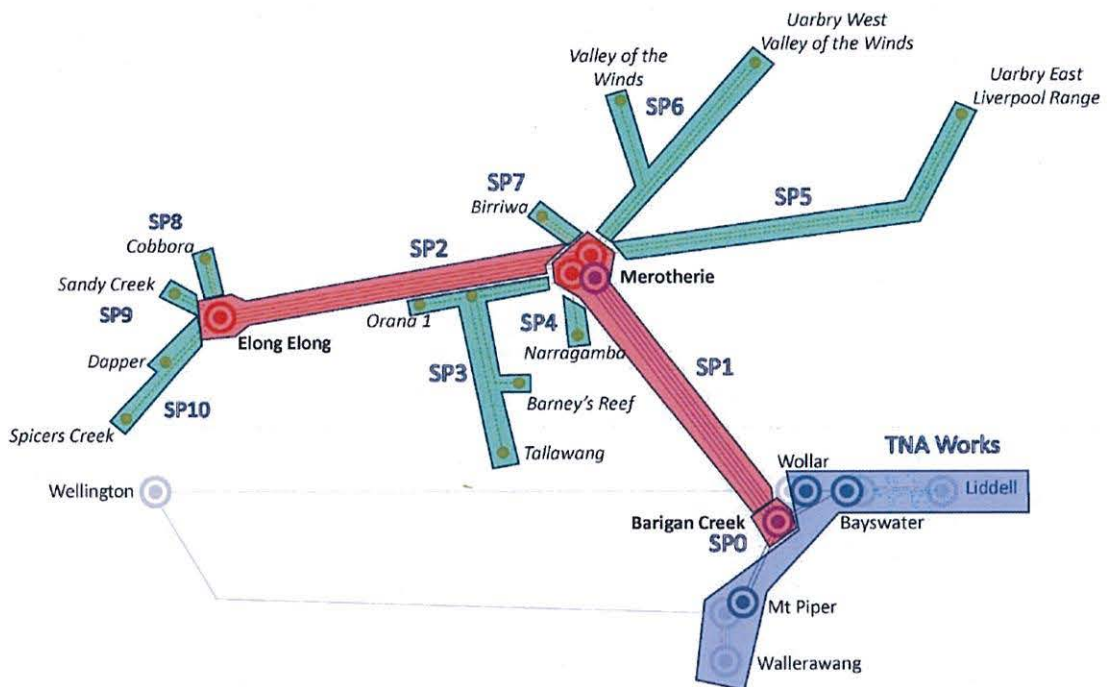 Uarbry West
Valley of the Winds
Valley of the
Winds
Uarbry East
Liverpool Range
SP6
SP7
Birriwa
SP5
SP8
Cobbora
SP2
Sandy Creek
Merotherie
SP9
Orana 1
Elong Elong
SP4
Narragamba
Dapper
SP3
SP1
SP10
Barney's Reef
Spicers Creek
Tallawang
TNA Works
Wollar
Wellington
Liddell
Barigan Creek
Bayswater
SP0
Mt Piper
Wallerawang